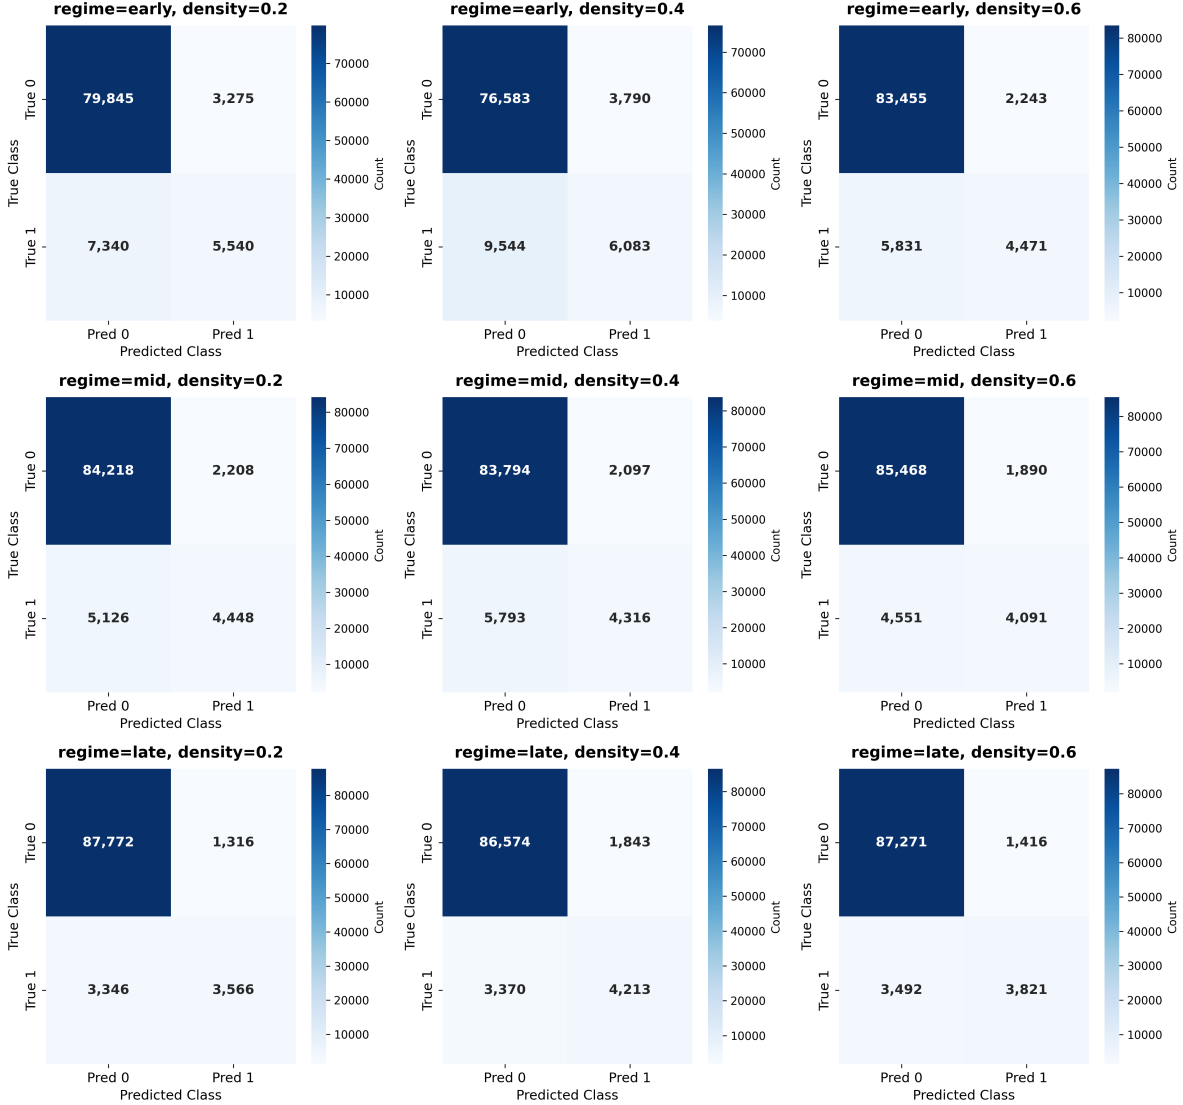 regime=early, density=0.2
True 0
True 1
True Class
79,845
3,275
7,340
5,540
Pred 0
Pred 1
Predicted Class
70000
60000
50000
40000
30000
20000
10000
Count
regime=early, density=0.4
True 0
True 1
True Class
76,583
3,790
9,544
6,083
Pred 0
Pred 1
Predicted Class
70000
60000
50000
40000
30000
20000
10000
Count
regime=early, density=0.6
True 0
True 1
True Class
83,455
2,243
5,831
4,471
Pred 0
Pred 1
Predicted Class
80000
70000
60000
50000
40000
30000
20000
10000
Count
regime=mid, density=0.2
True 0
True 1
True Class
84,218
2,208
5,126
4,448
Pred 0
Pred 1
Predicted Class
80000
70000
60000
50000
40000
30000
20000
10000
Count
regime=mid, density=0.4
True 0
True 1
True Class
83,794
2,097
5,793
4,316
Pred 0
Pred 1
Predicted Class
80000
70000
60000
50000
40000
30000
20000
10000
Count
regime=mid, density=0.6
True 0
True 1
True Class
85,468
1,890
4,551
4,091
Pred 0
Pred 1
Predicted Class
80000
70000
60000
50000
40000
30000
20000
10000
Count
regime=late, density=0.2
True 0
True 1
True Class
87,772
1,316
3,346
3,566
Pred 0
Pred 1
Predicted Class
80000
70000
60000
50000
40000
30000
20000
10000
Count
regime=late, density=0.4
True 0
True 1
True Class
86,574
1,843
3,370
4,213
Pred 0
Pred 1
Predicted Class
80000
70000
60000
50000
40000
30000
20000
10000
Count
regime=late, density=0.6
True 0
True 1
True Class
87,271
1,416
3,492
3,821
Pred 0
Pred 1
Predicted Class
80000
70000
60000
50000
40000
30000
20000
10000
Count